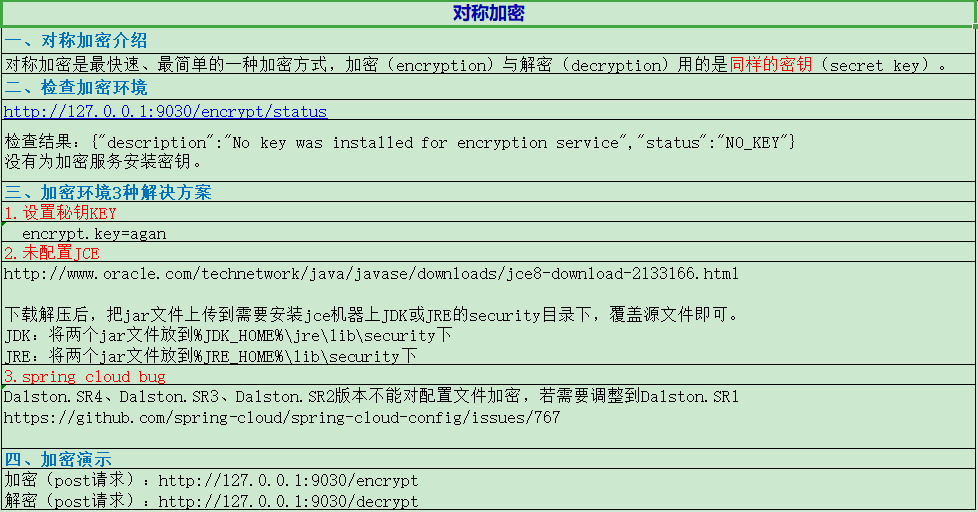 对称加密
一、对称加密介绍
对称加密是最快速、最简单的一种加密方式，加密（encryption）与解密（decryption）用的是同样的密钥（secret key）。
二、检查加密环境
http://127.0.0.1:9030/encrypt/status
检查结果：{"description":"No key was installed for encryption service","status":"NO_KEY"}
没有为加密服务安装密钥。
三、加密环境3种解决方案
1.设置秘钥KEY
encrypt.key=agan
2.未配置JCE
http://www.oracle.com/technetwork/java/javase/downloads/jce8-download-2133166.html
下载解压后，把jar文件上传到需要安装jce机器上JDK或JRE的security目录下，覆盖源文件即可。
JDK：将两个jar文件放到%JDK_HOME%\jre\lib\security下
JRE：将两个jar文件放到%JRE_HOME%\lib\security下
3.spring cloud bug
Dalston.SR4、Dalston.SR3、Dalston.SR2版本不能对配置文件加密，若需要调整到Dalston.SR1
https://github.com/spring-cloud/spring-cloud-config/issues/767
四、加密演示
加密（post请求）：http://127.0.0.1:9030/encrypt
解密（post请求）：http://127.0.0.1:9030/decrypt